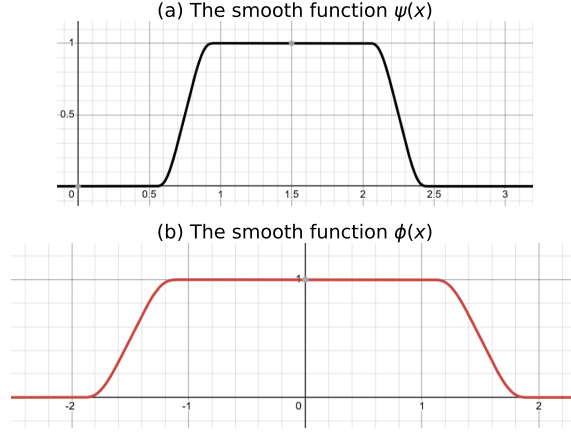 (a) The smooth function ψ(x)
1
0.5
0 0.5 1 1.5 2 2.5 3
(b) The smooth function ϕ(x)
1
-2 -1 0 1 2